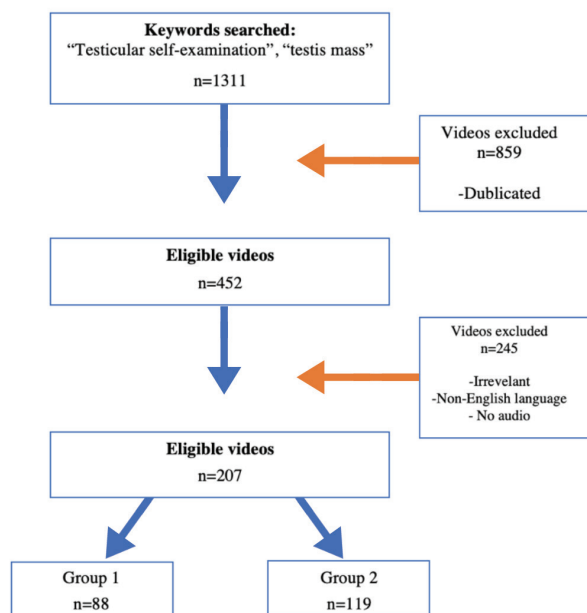 Keywords searched:
“Testicular self-examination”, “testis mass”
n=1311
Videos excluded
n=859
-Dublicated
Eligible videos
n=452
Videos excluded
n=245
-Irrevelant
-Non-English language
- No audio
Eligible videos
n=207
Group 1
n=88
Group 2
n=119